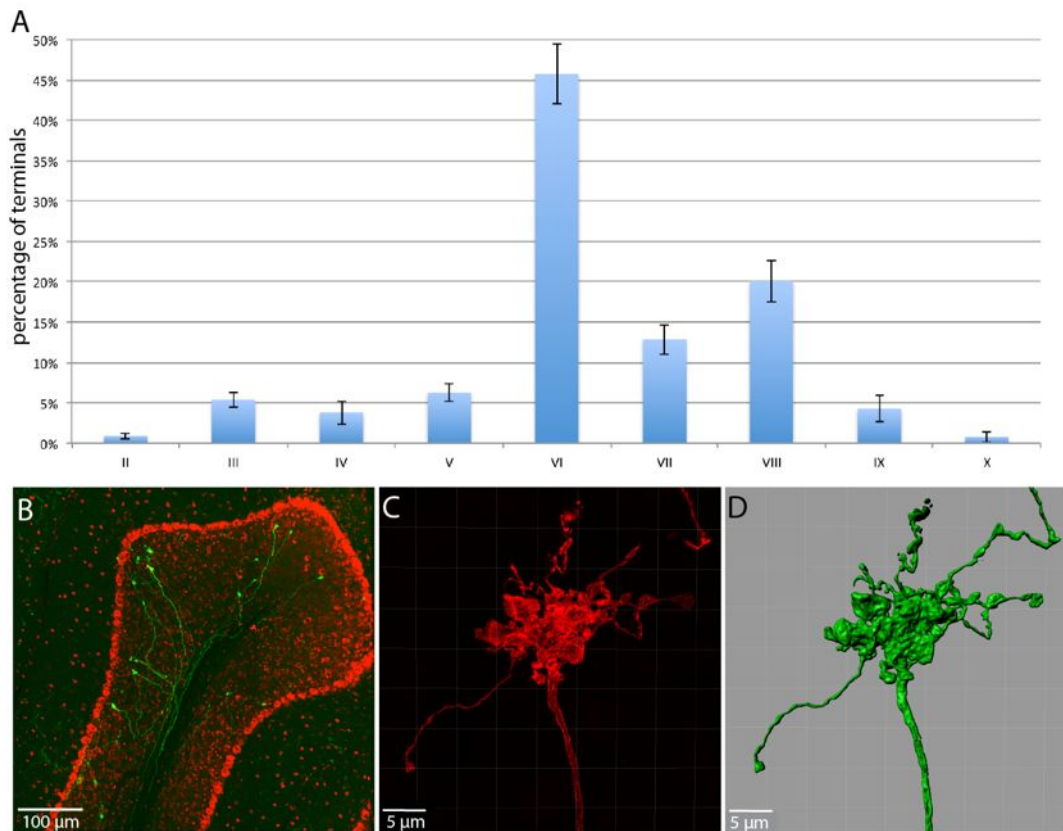 A
percentage of terminals
50%
45%
40%
35%
30%
25%
20%
15%
10%
5%
0%
II III IV V VI VII VIII IX X
B
100 µm
C
5 µm
D
5 µm